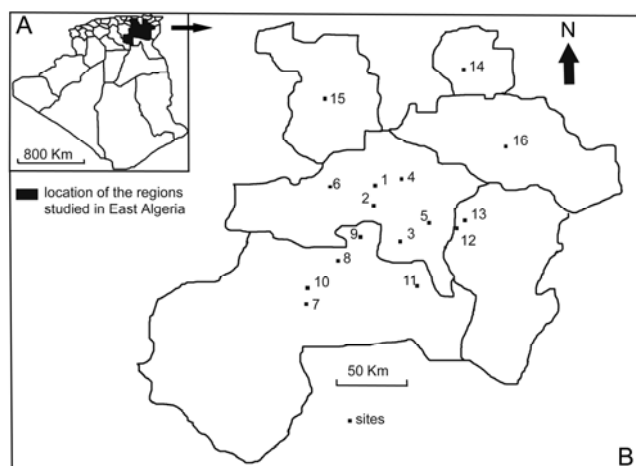 A
N
800 Km
location of the regions
studied in East Algeria
14
15
16
6
1
4
2
5
13
12
9
3
8
10
11
7
50 Km
sites
B